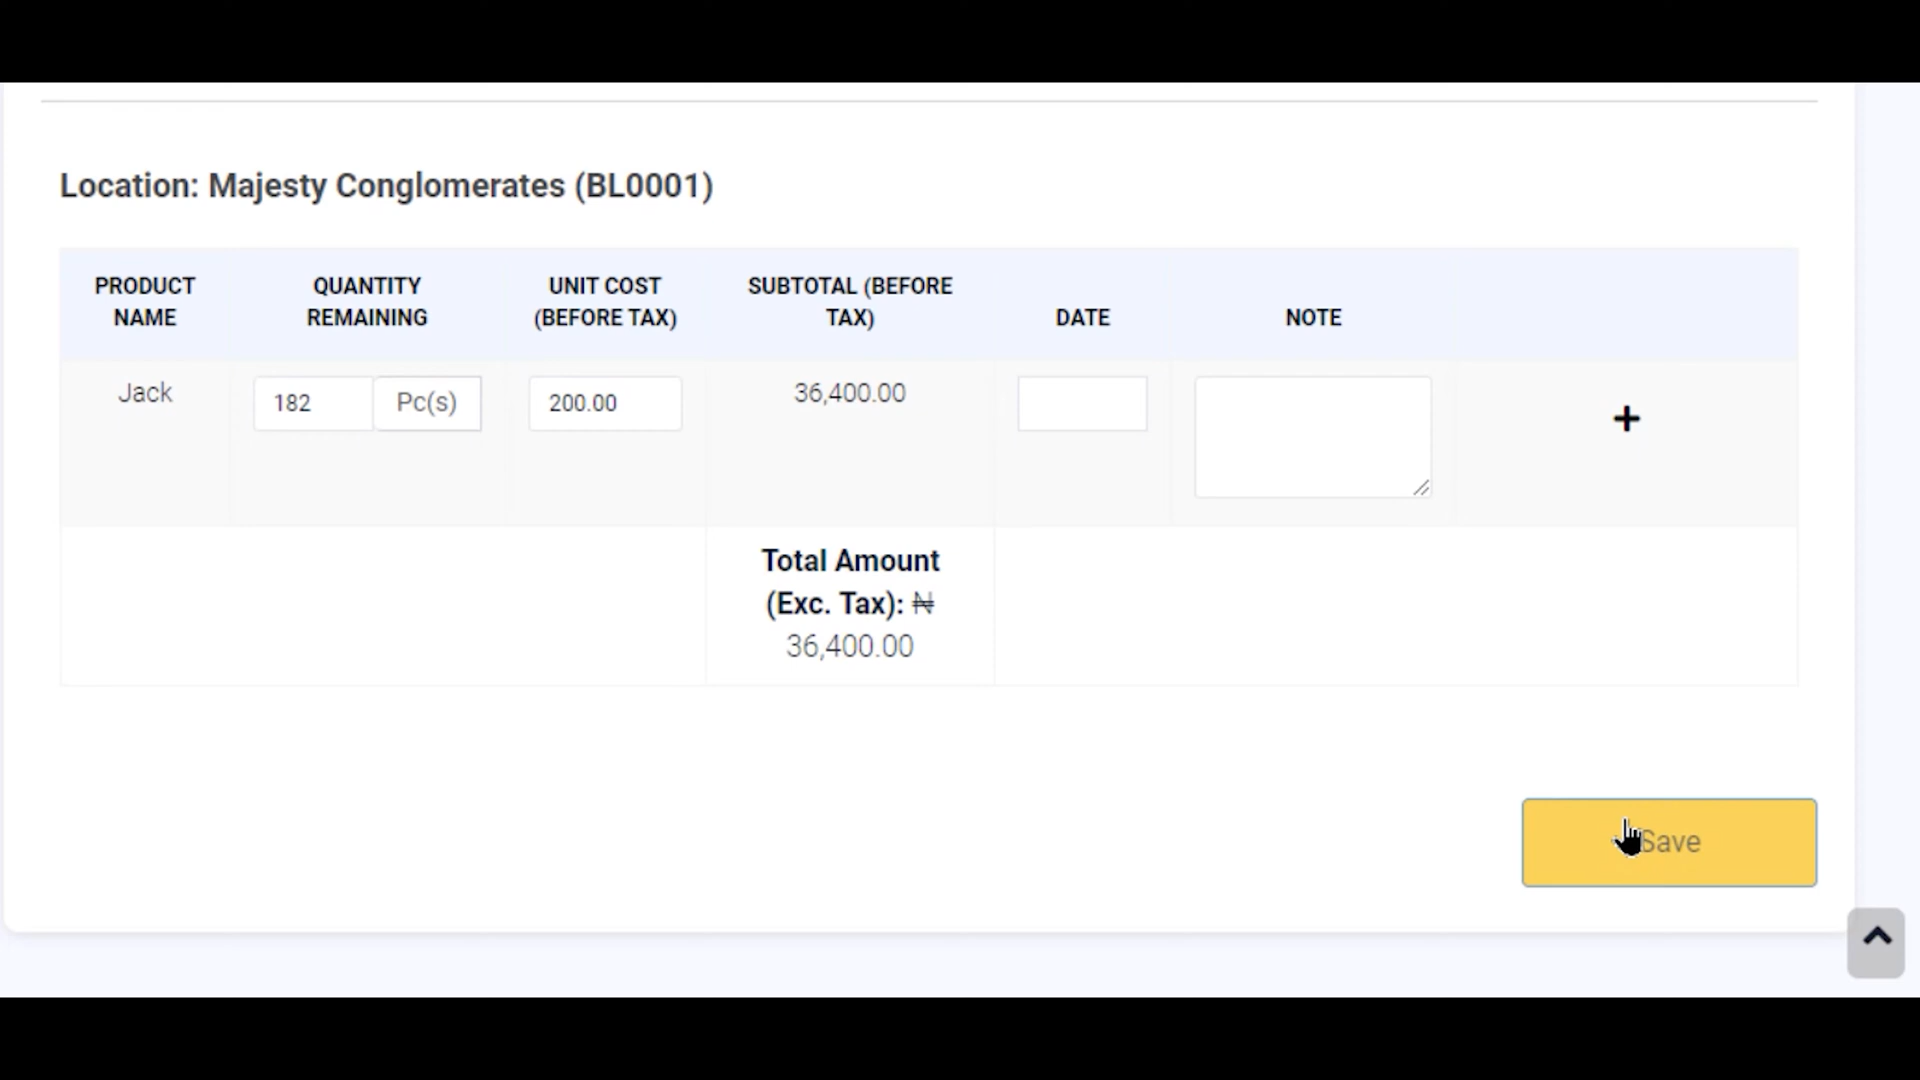 Location: Majesty Conglomerates (BL0001)
PRODUCT NAME
QUANTITY REMAINING
UNIT COST (BEFORE TAX)
SUBTOTAL (BEFORE TAX)
DATE
NOTE
Jack
182
Pc(s)
200.00
36,400.00
Total Amount
(Exc. Tax): ₦
36,400.00
Save